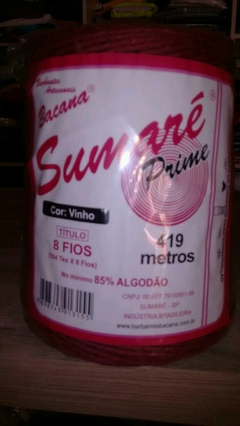 Barbantes
Artesanais
Bacana®
Sumaré®
Prime
Cor: Vinho
TÍTULO
8 FIOS
419
metros
No mínimo 85% ALGODÃO
SUMARÉ - SP
INDÚSTRIA BRASILEIRA
www.barbantesbacana.com.br